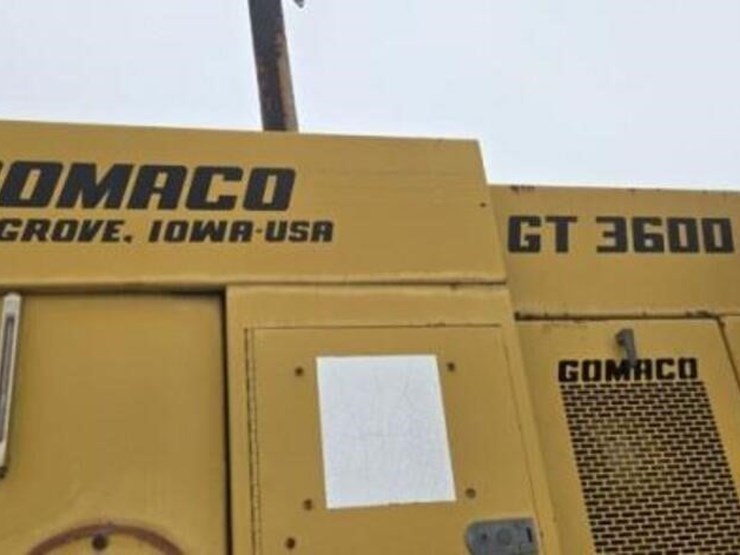 OMACO
GROVE, IOWA-USA
GT 3600
GOMACO